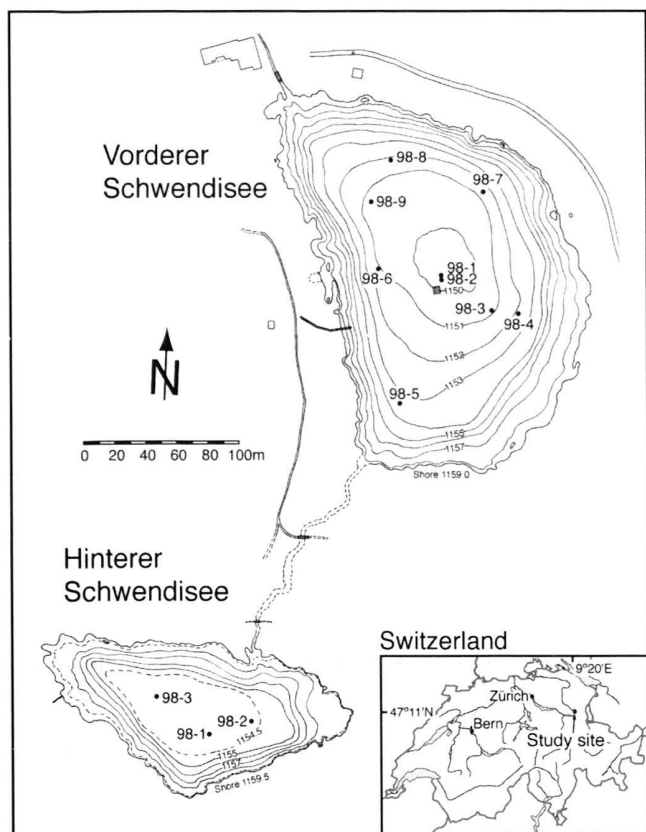 Vorderer
Schwendisee
98-8
98-7
98-9
98-6
98-1
98-2
1150
98-3
98-4
1151
1152
1153
98-5
1155
1157
Shore 1159.0
N
0 20 40 60 80 100m
Hinterer
Schwendisee
98-3
98-2
98-1
1154.5
1155
1157
Shore 1159.5
Switzerland
9°20'E
47°11'N
Zürich
Bern
Study site